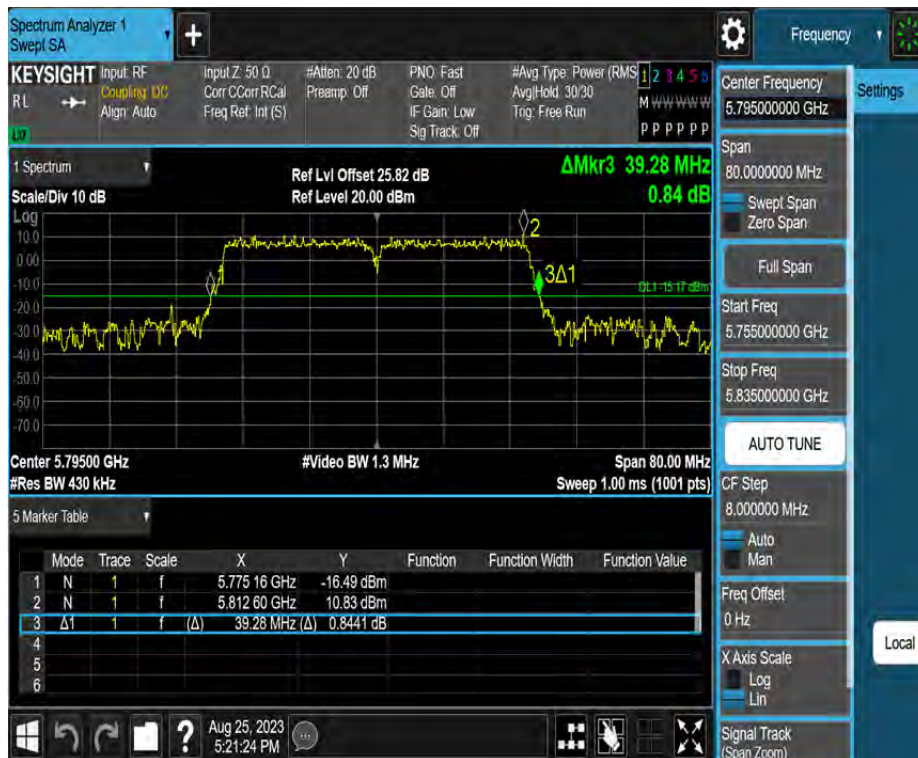 Spectrum Analyzer 1
Swept SA
Frequency
KEYSIGHT
RL
LXI
Input: RF
Coupling: DC
Align: Auto
Input Z: 50 Ω
Corr CCorr RCal
Freq Ref: Int (S)
#Atten: 20 dB
Preamp: Off
PNO: Fast
Gate: Off
IF Gain: Low
Sig Track: Off
#Avg Type: Power (RMS
Avg|Hold: 30/30
Trig: Free Run
1 2 3 4 5 6
M W W W W W
P P P P P P
Center Frequency
5.795000000 GHz
Settings
Span
80.0000000 MHz
Swept Span
Zero Span
Full Span
Start Freq
5.755000000 GHz
Stop Freq
5.835000000 GHz
AUTO TUNE
CF Step
8.000000 MHz
Auto
Man
Freq Offset
0 Hz
X Axis Scale
Log
Lin
Signal Track
(Span Zoom)
Local
1 Spectrum
Scale/Div 10 dB
Ref Lvl Offset 25.82 dB
Ref Level 20.00 dBm
ΔMkr3 39.28 MHz
0.84 dB
Log
10.0
0.00
-10.0
-20.0
-30.0
-40.0
-50.0
-60.0
-70.0
2
3Δ1
DL1 -15.17 dBm
Center 5.79500 GHz
#Video BW 1.3 MHz
Span 80.00 MHz
#Res BW 430 kHz
Sweep 1.00 ms (1001 pts)
5 Marker Table
Mode Trace Scale X Y Function Function Width Function Value
1 N 1 f 5.775 16 GHz -16.49 dBm
2 N 1 f 5.812 60 GHz 10.83 dBm
3 Δ1 1 f (Δ) 39.28 MHz (Δ) 0.8441 dB
4
5
6
?
Aug 25, 2023
5:21:24 PM